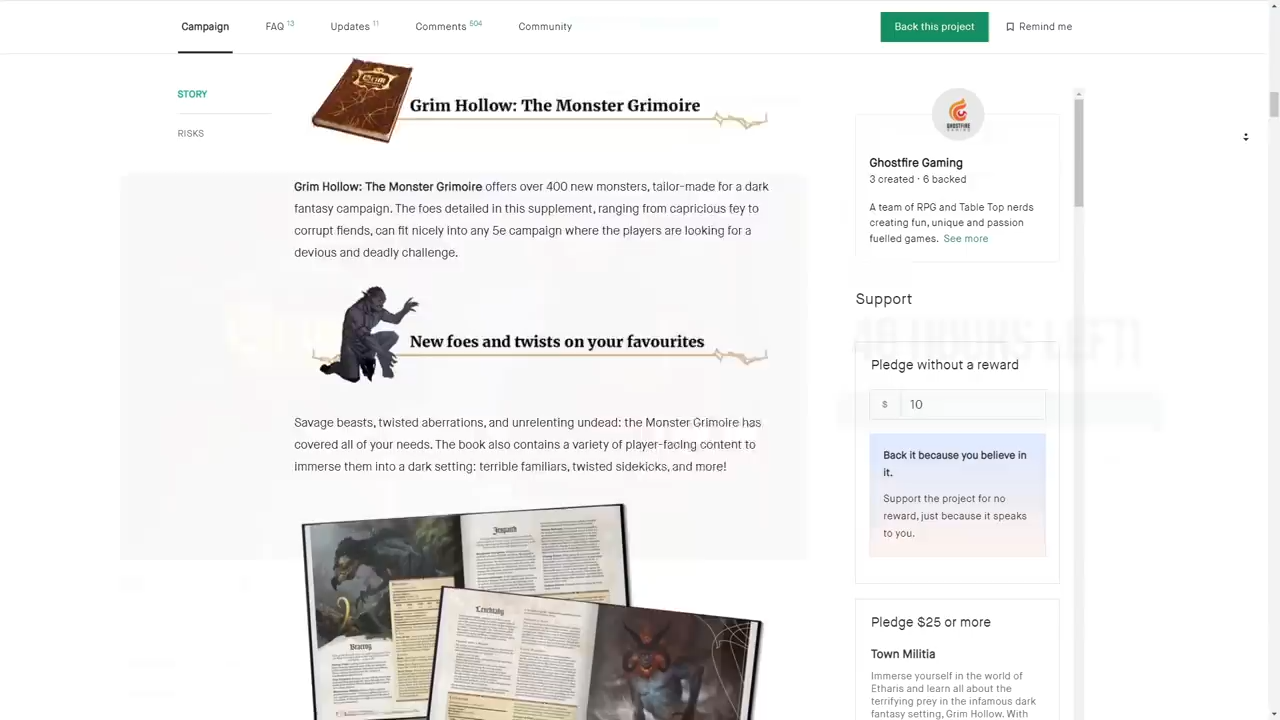 Campaign
FAQ 13
Updates 11
Comments 504
Community
Back this project
Remind me
STORY
RISKS
Grim Hollow: The Monster Grimoire
Grim Hollow: The Monster Grimoire offers over 400 new monsters, tailor-made for a dark
fantasy campaign. The foes detailed in this supplement, ranging from capricious fey to
corrupt fiends, can fit nicely into any 5e campaign where the players are looking for a
devious and deadly challenge.
New foes and twists on your favourites
Savage beasts, twisted aberrations, and unrelenting undead: the Monster Grimoire has
covered all of your needs. The book also contains a variety of player-facing content to
immerse them into a dark setting: terrible familiars, twisted sidekicks, and more!
GHOSTFIRE
GAMING
Ghostfire Gaming
3 created · 6 backed
A team of RPG and Table Top nerds
creating fun, unique and passion
fuelled games. See more
Support
Pledge without a reward
$ 10
Back it because you believe in
it.
Support the project for no
reward, just because it speaks
to you.
Pledge $25 or more
Town Militia
Immerse yourself in the world of
Etharis and learn all about the
terrifying prey in the infamous dark
fantasy setting, Grim Hollow. With